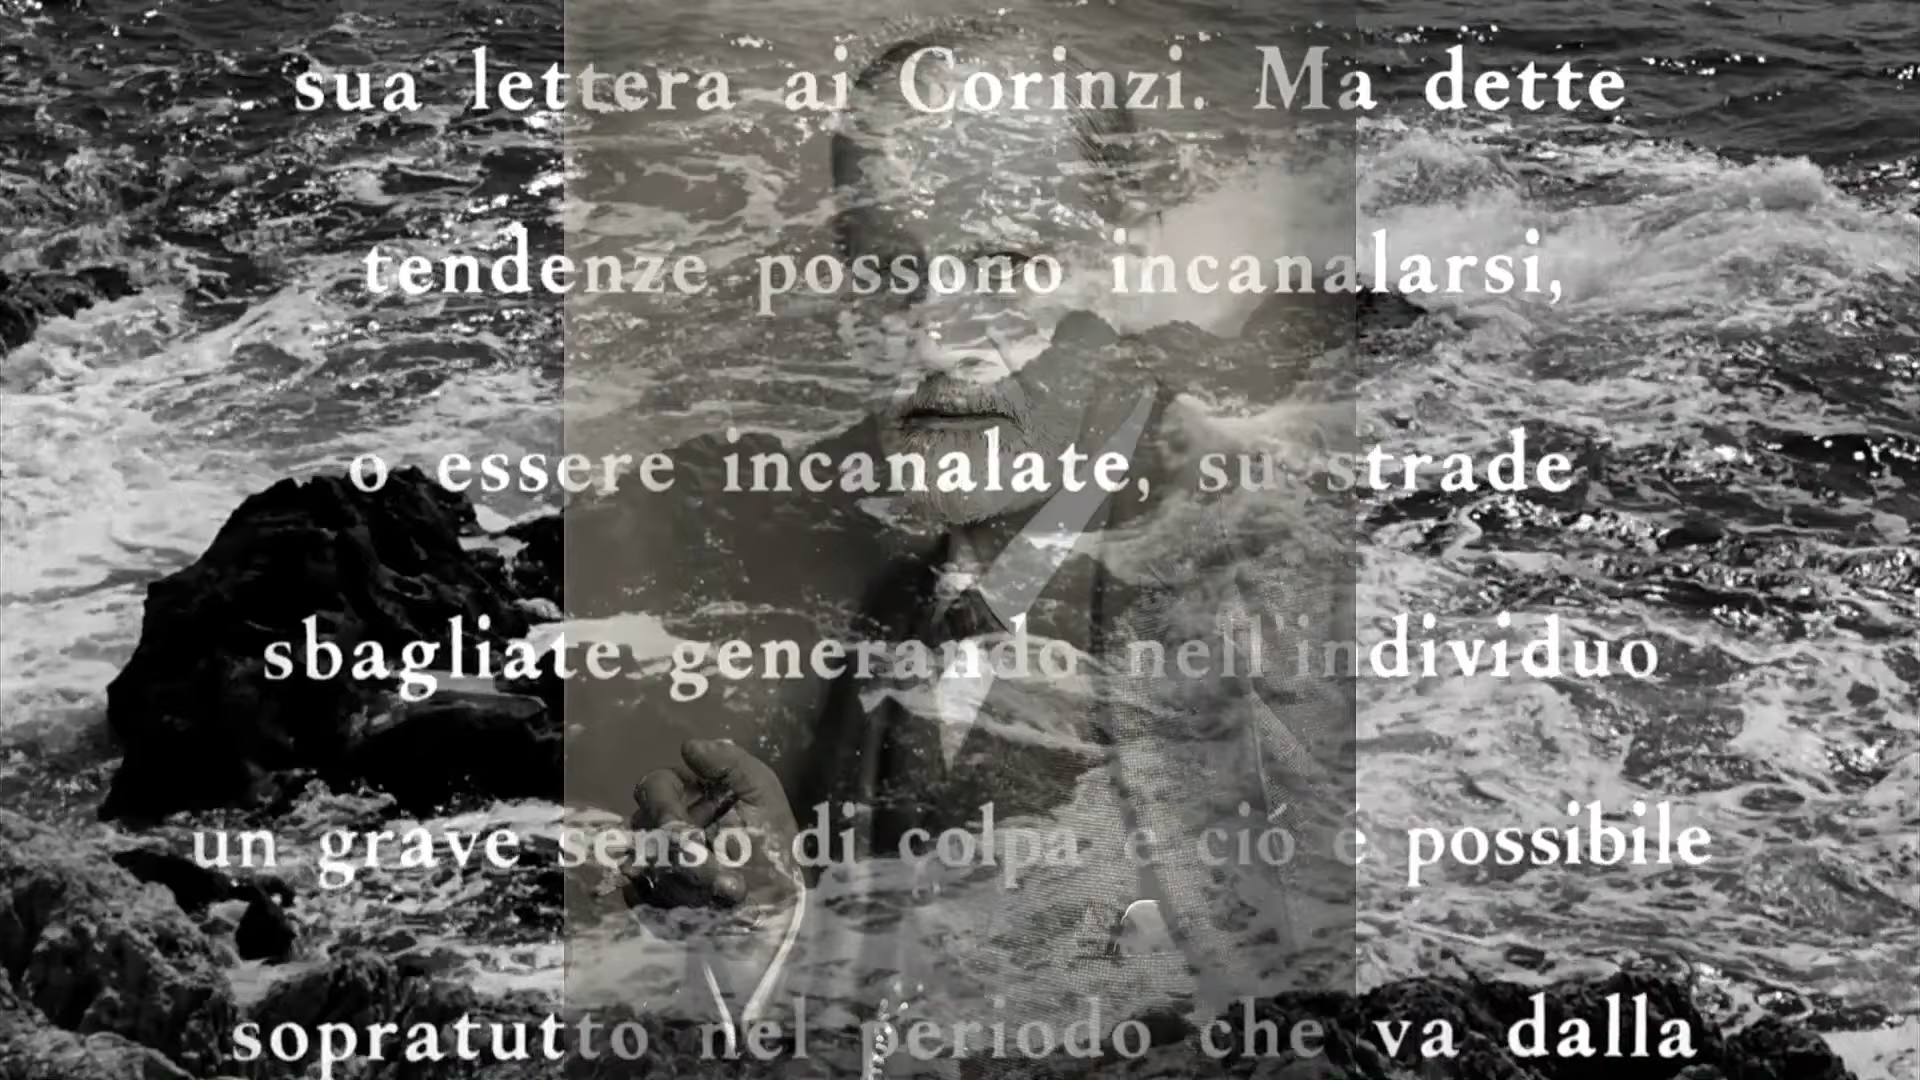 sua lettera ai Corinzi. Ma dette
tendenze possono incanalarsi,
o essere incanalate, su strade
sbagliate generando nell'individuo
un grave senso di colpa e cio é possibile
sopratutto nel periodo che va dalla